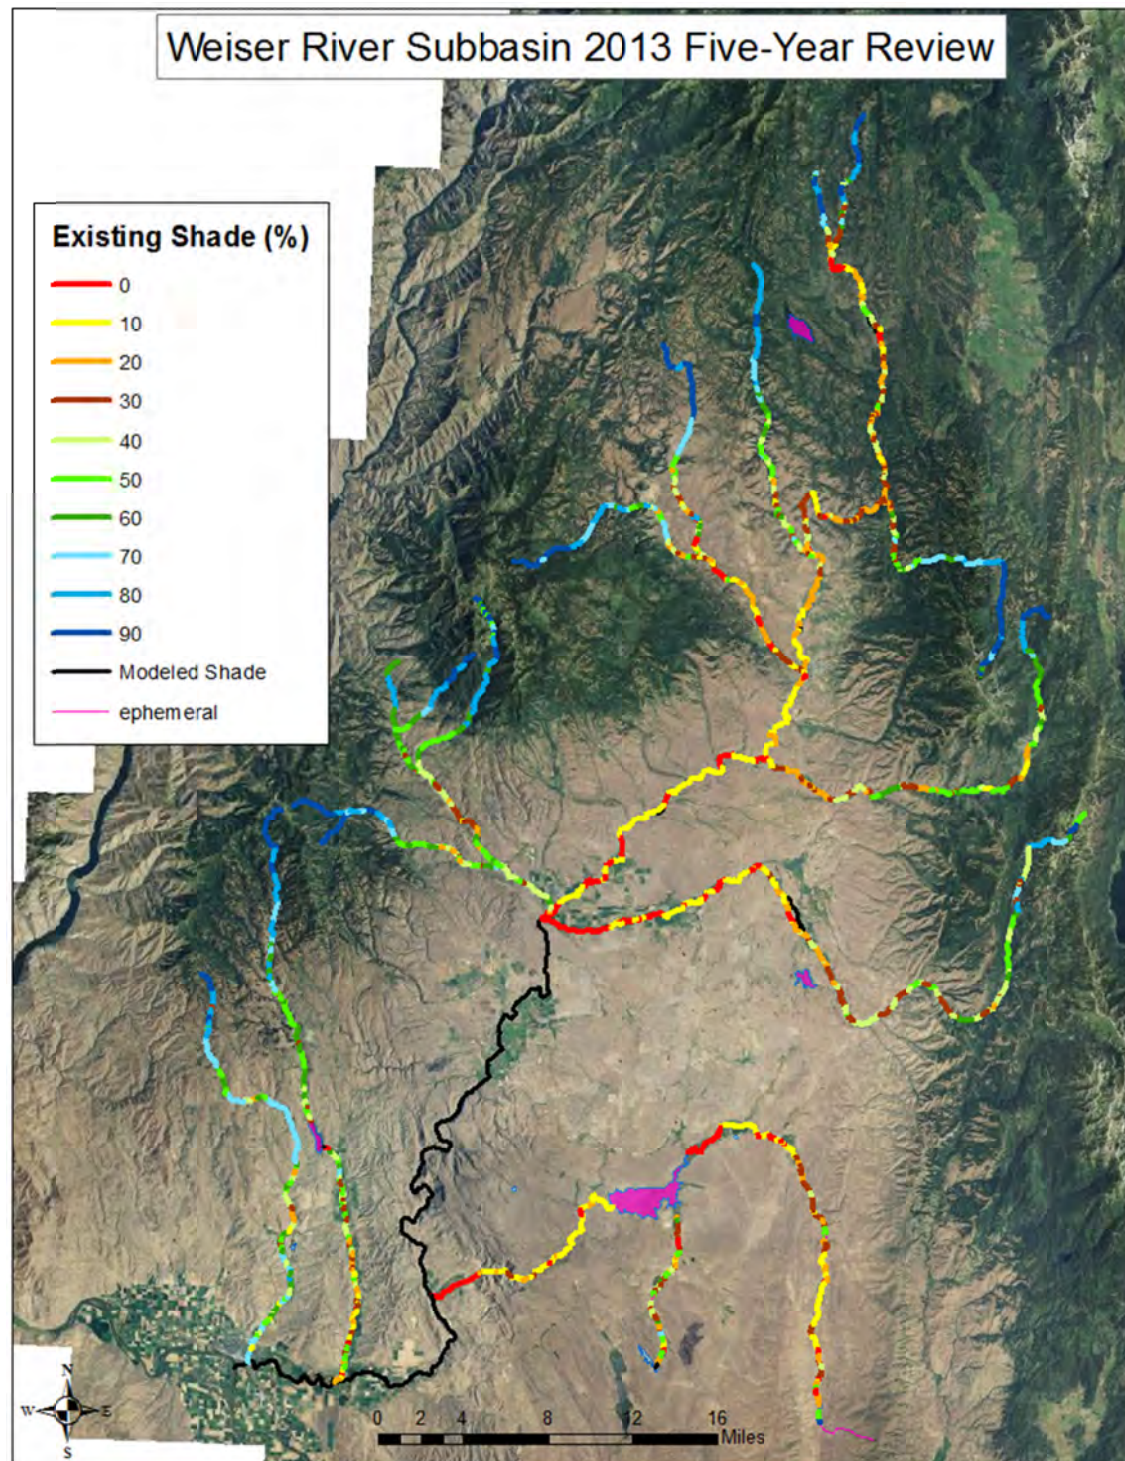 Weiser River Subbasin 2013 Five-Year Review
Existing Shade (%)
0
10
20
30
40
50
60
70
80
90
Modeled Shade
ephemeral
N
W E
S
0 2 4 8 12 16
Miles